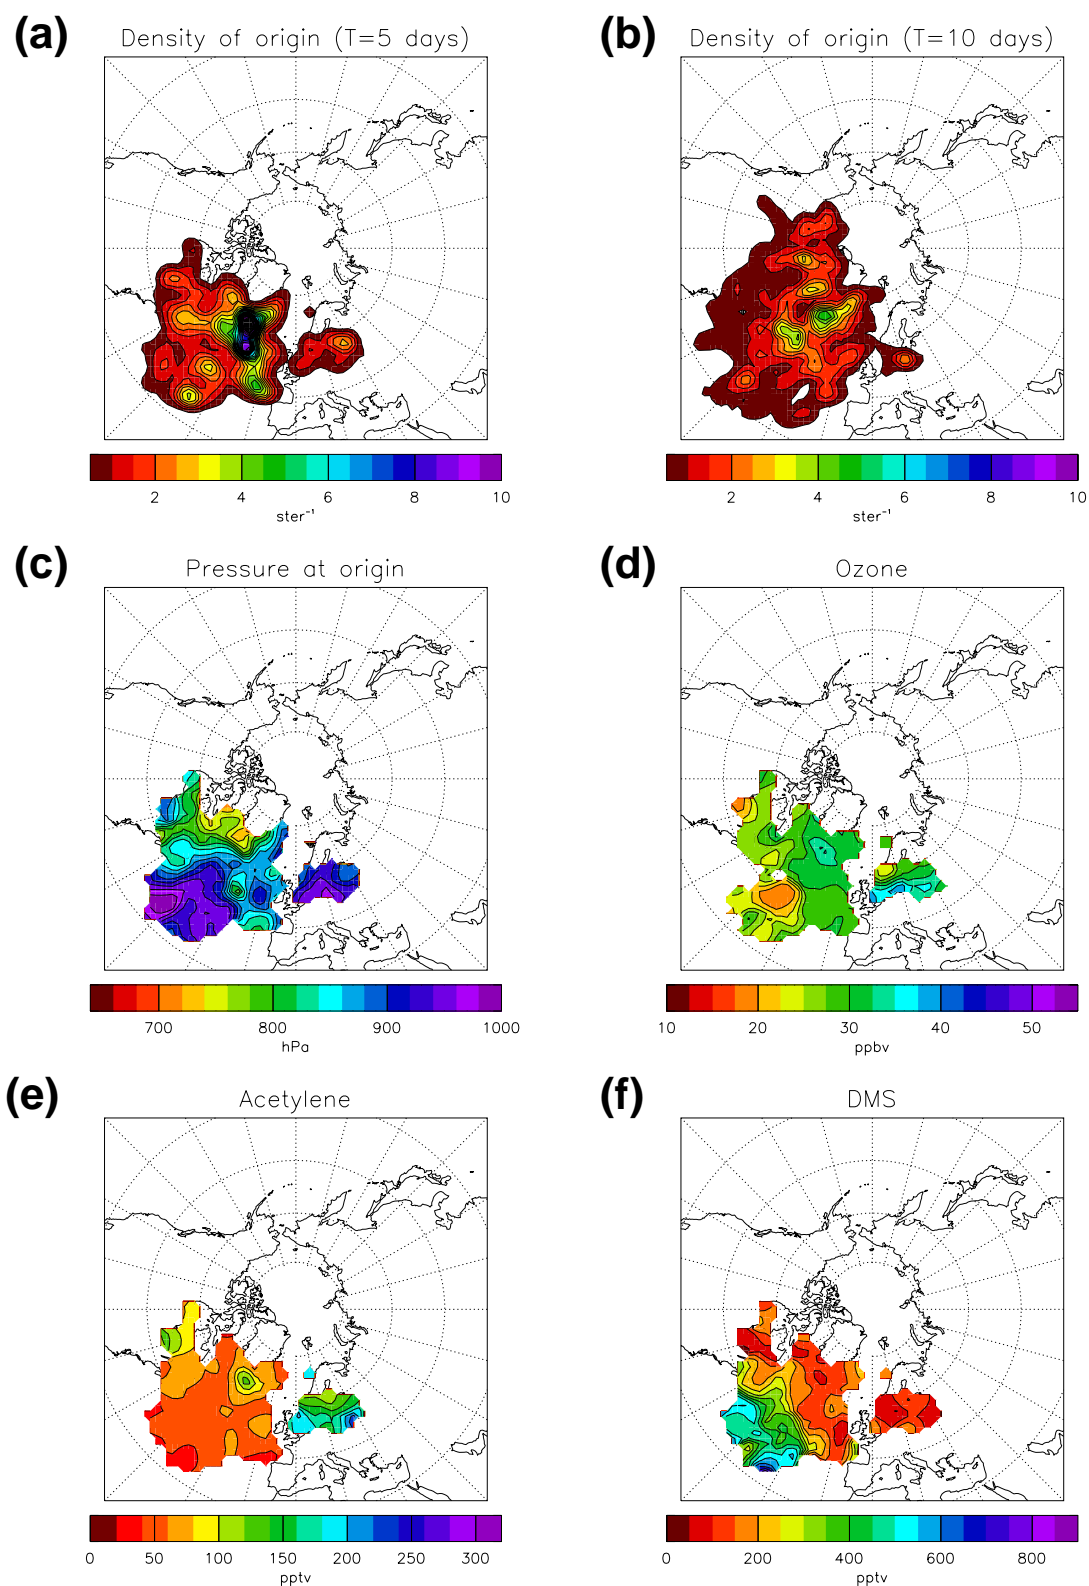 (a)
Density of origin (T=5 days)
2 4 6 8 10
ster⁻¹
(b)
Density of origin (T=10 days)
2 4 6 8 10
ster⁻¹
(c)
Pressure at origin
700 800 900 1000
hPa
(d)
Ozone
10 20 30 40 50
ppbv
(e)
Acetylene
0 50 100 150 200 250 300
pptv
(f)
DMS
0 200 400 600 800
pptv